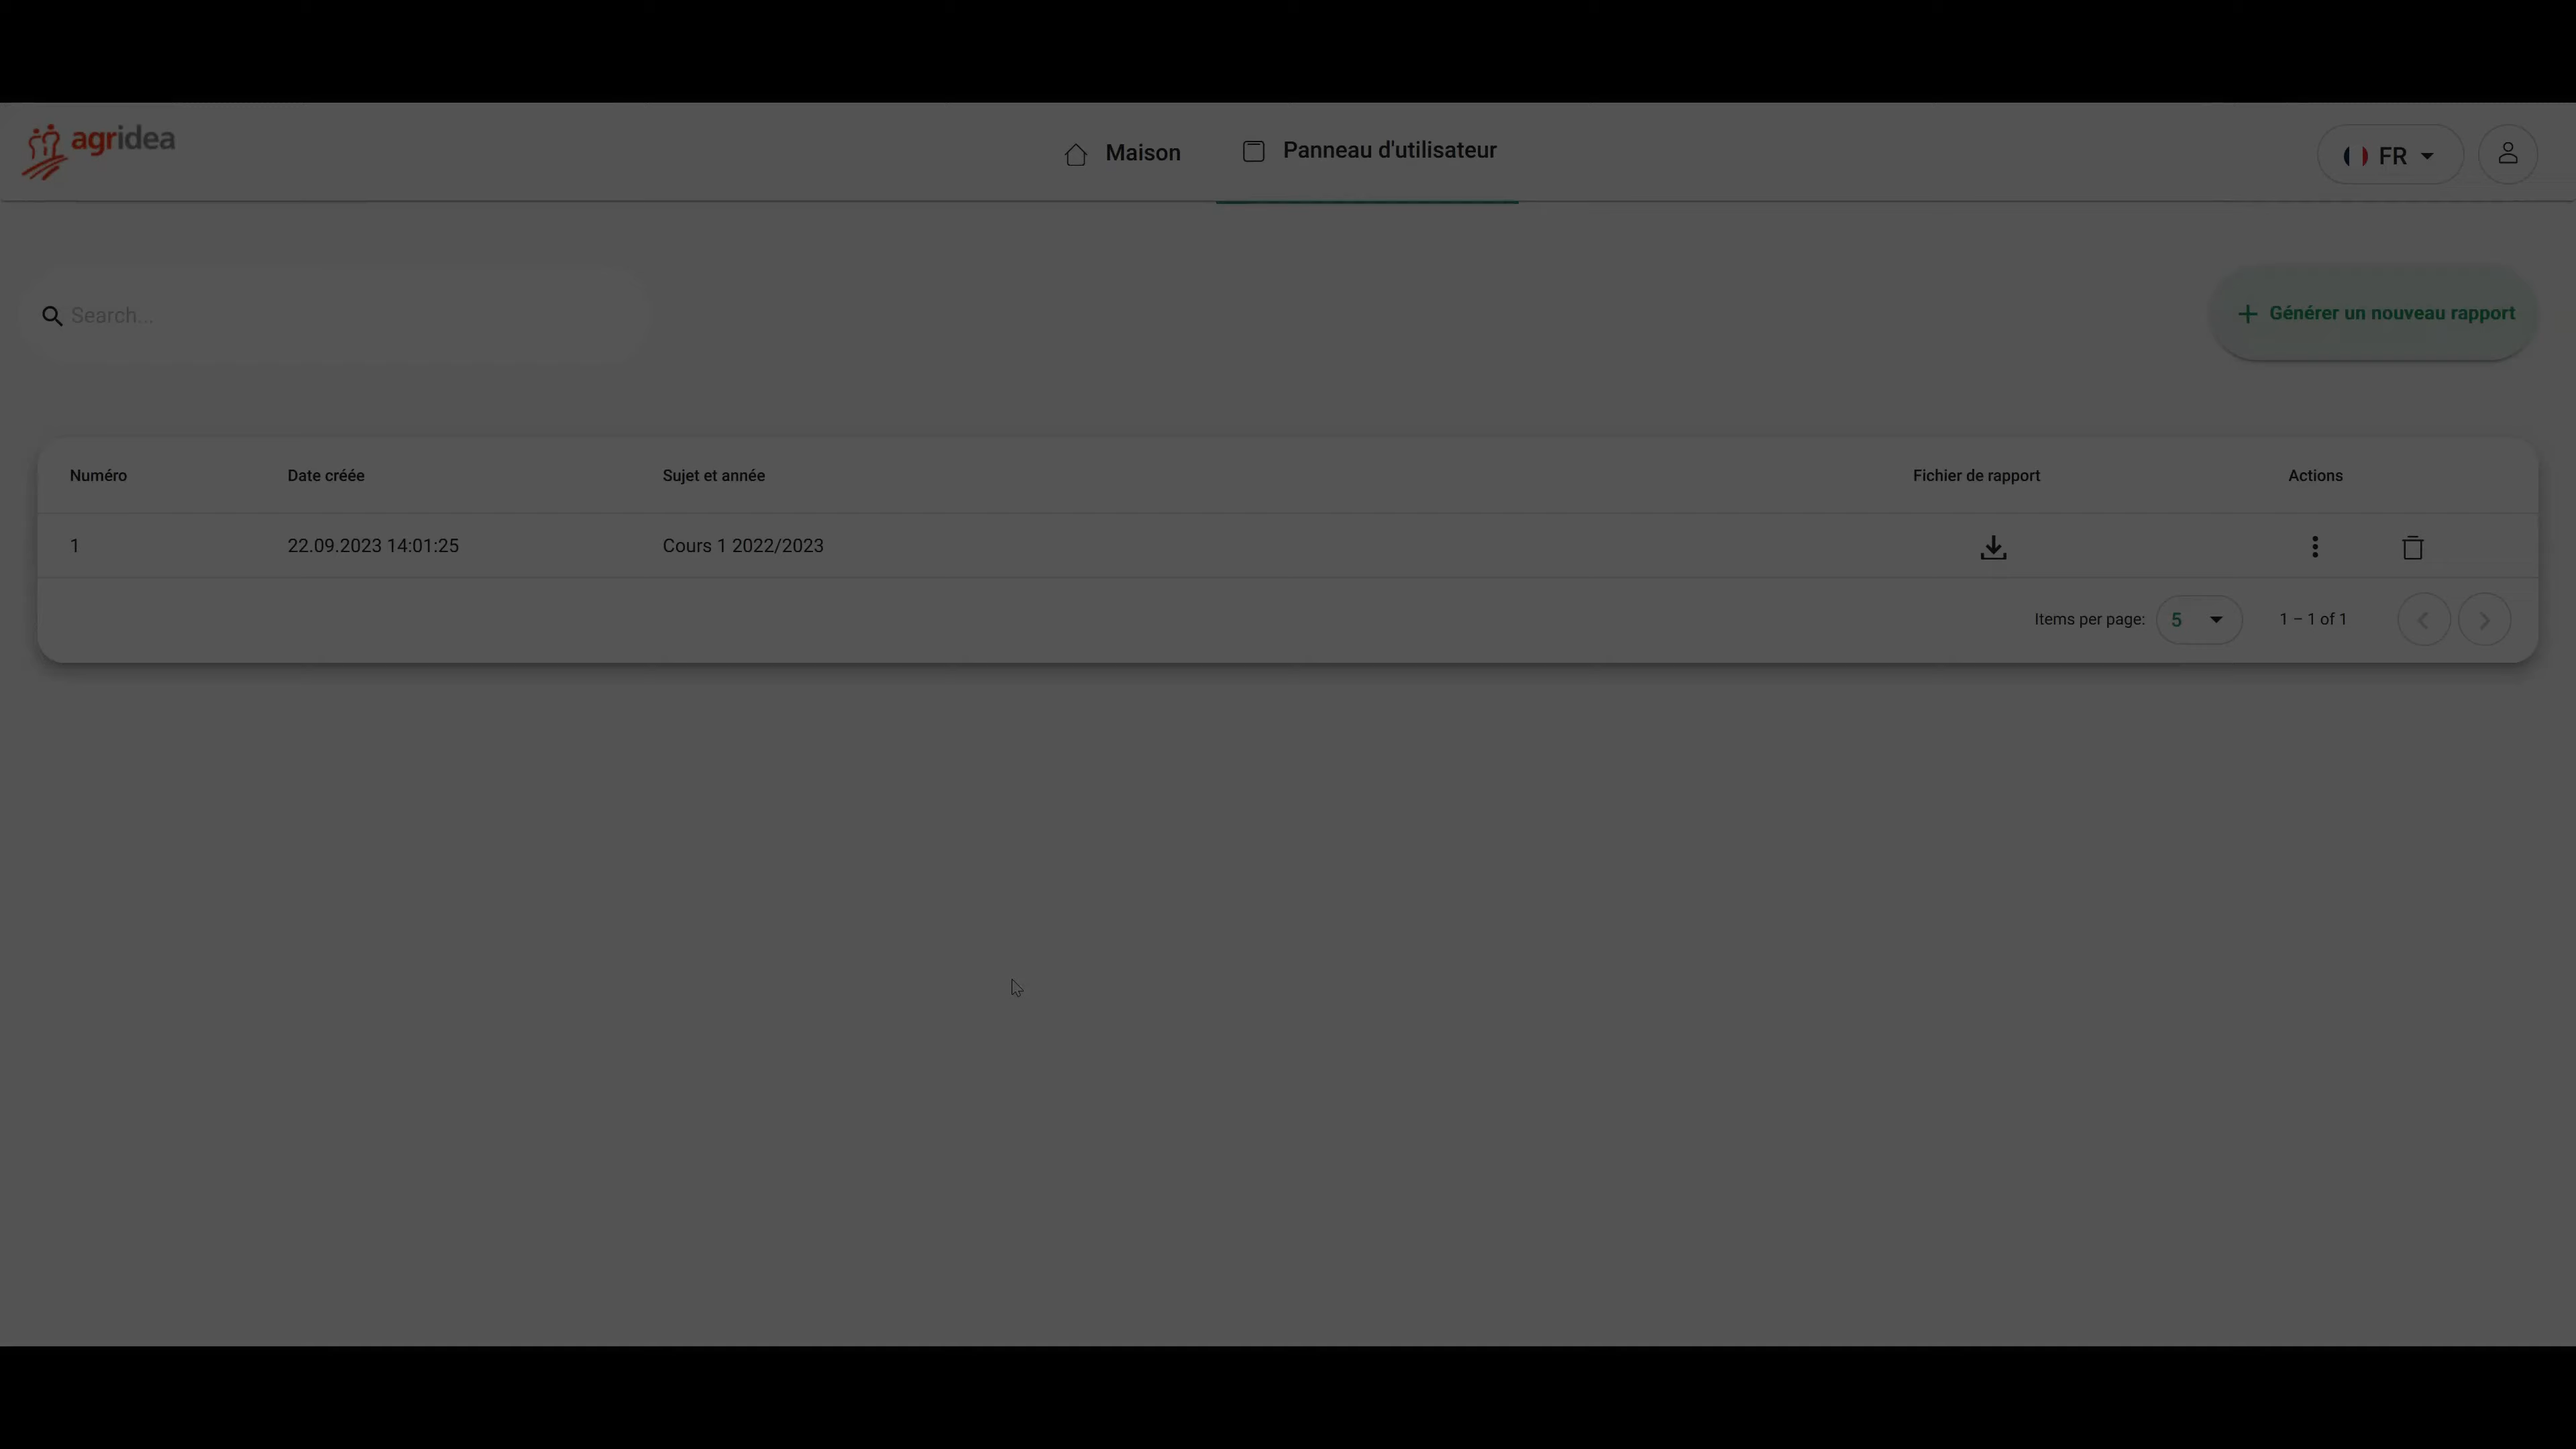 agridea
Maison
Panneau d'utilisateur
FR
Search...
Générer un nouveau rapport
Numéro Date créée Sujet et année Fichier de rapport Actions
1 22.09.2023 14:01:25 Cours 1 2022/2023
Items per page: 5 1 – 1 of 1